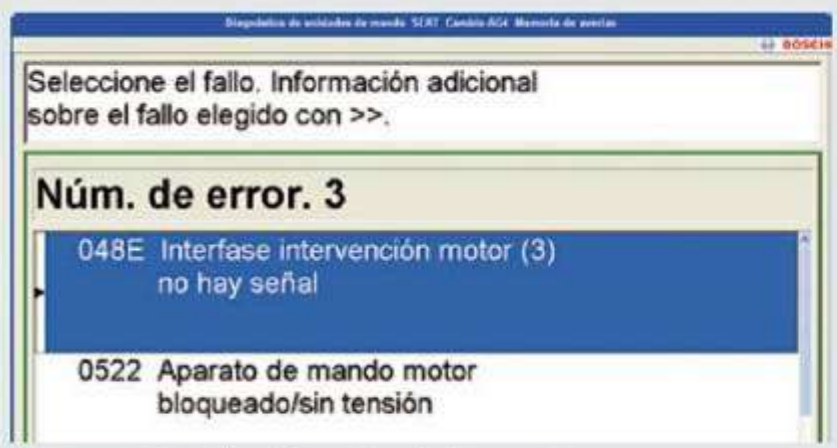 Diagnóstico de unidades de mando SEAT Cambio AG4 Memoria de averías
BOSCH
Seleccione el fallo. Información adicional
sobre el fallo elegido con >>.
Núm. de error. 3
048E Interfase intervención motor (3)
no hay señal
0522 Aparato de mando motor
bloqueado/sin tensión